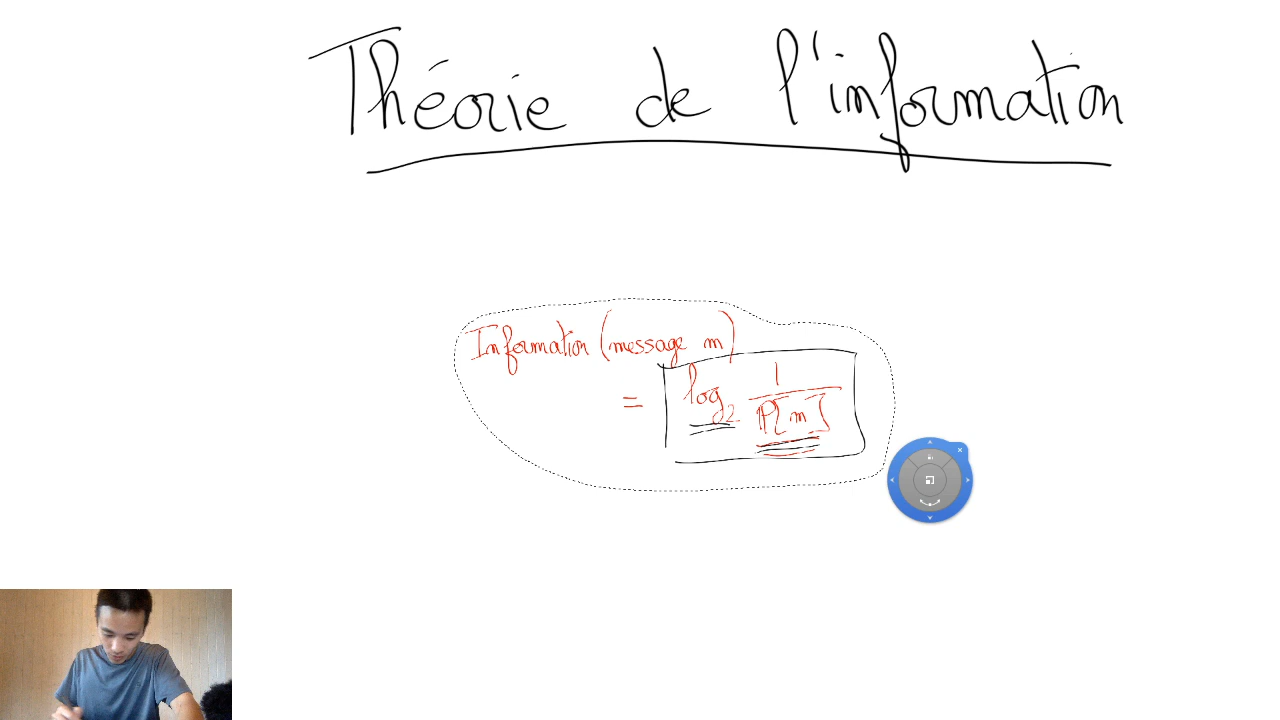 Théorie de l'information
Information (message m)
= log₂ 1/P[m]